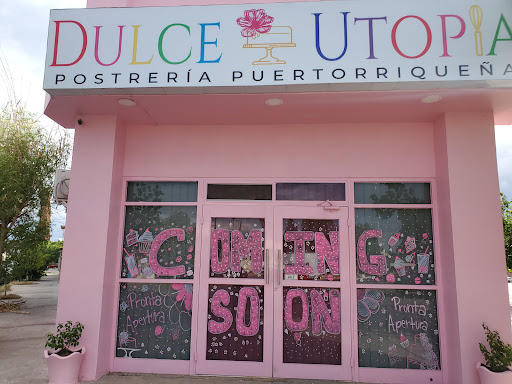 DULCE UTOPIA
POSTRERÍA PUERTORRIQUEÑA
COMING
SOON
Pronta
Apertura
Pronta
Apertura